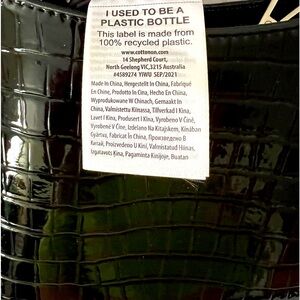 I USED TO BE A
PLASTIC BOTTLE
This label is made from
100% recycled plastic.
www.cottonon.com
14 Shepherd Court,
North Geelong VIC,3215 Australia
#4589274 YIWU SEP/2021
Made In China, Hergestellt In China, Fabriqué
En Chine, Prodotto In Cina, Hecho En China,
Wyprodukowane W Chinach, Gemaakt In
China, Valmistettu Kiinassa, Tillverkad I Kina,
Lavet I Kina, Produsert I Kina, Vyrobeno V Číně,
Vyrobené V Číne, Izdelano Na Kitajskem, Kínában
Gyártva, Fabricat In China, Произведено В
Китай, Proizvedeno U Kini, Valmistatud Hiinas,
Izgatavots Ķīna, Pagaminta Kinijoje, Buatan